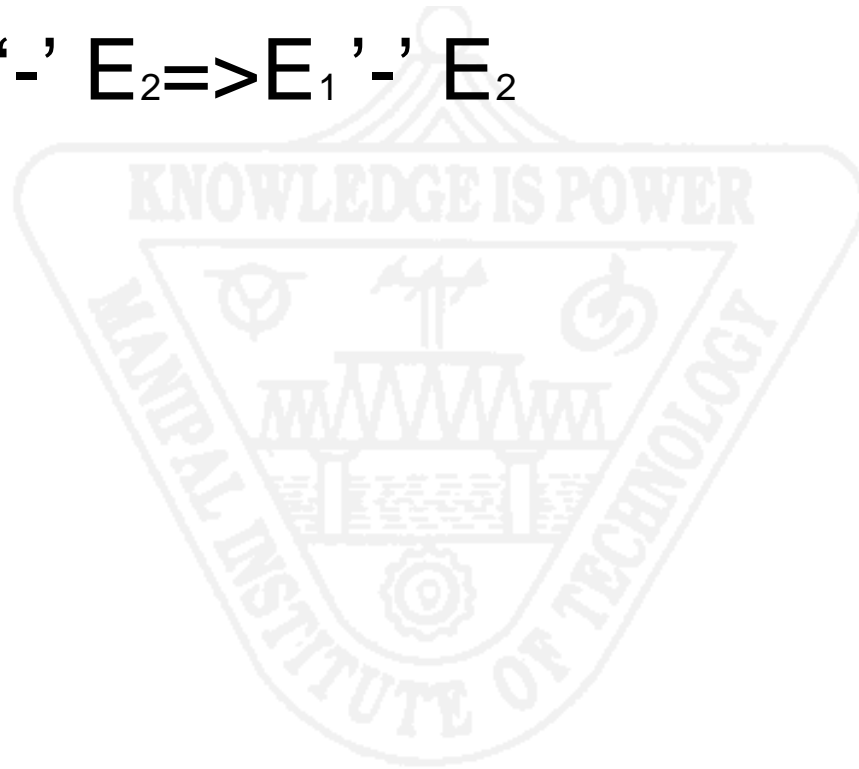 ‘-’ E₂=>E₁ ’-’ E₂
KNOWLEDGE IS POWER
MANIPAL INSTITUTE OF TECHNOLOGY